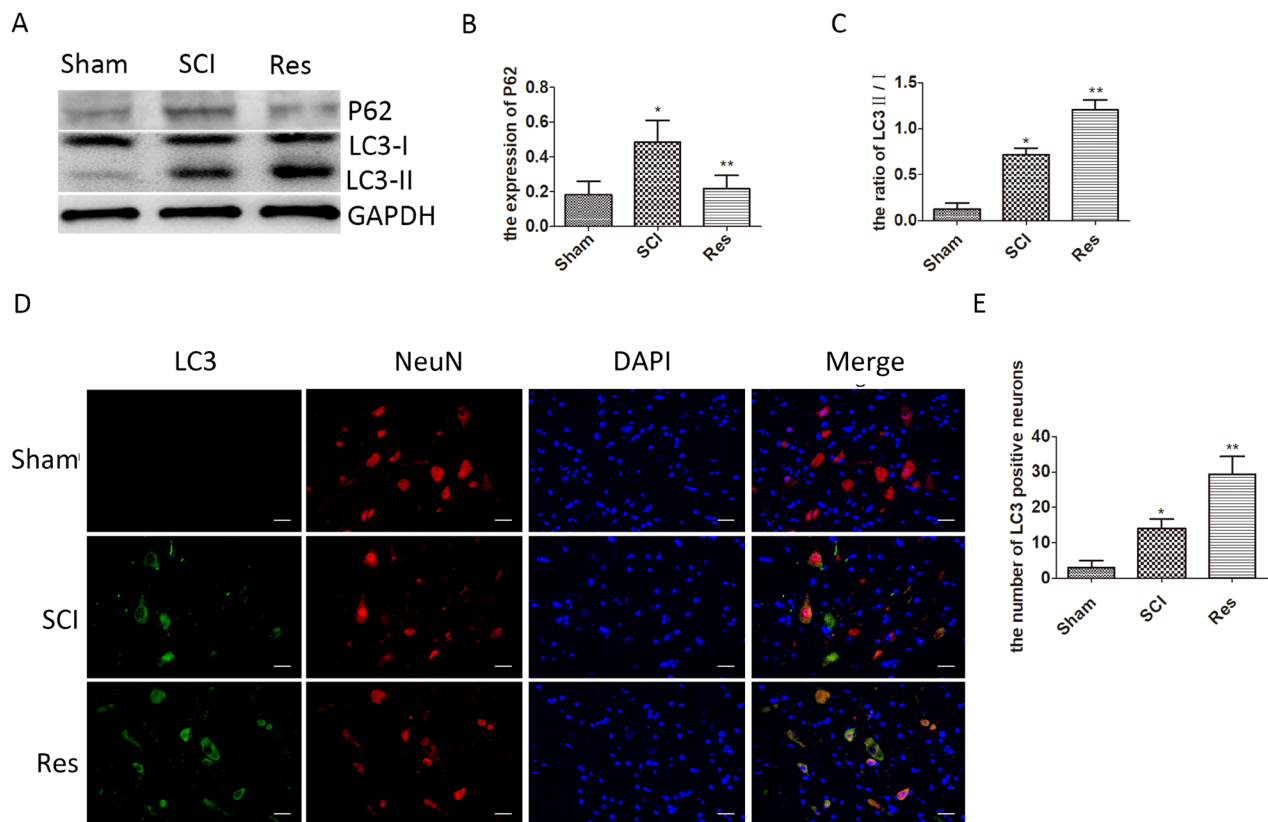 A
Sham SCI Res
P62
LC3-I
LC3-II
GAPDH
B
the expression of P62
0.8
0.6
0.4
0.2
0.0
*
**
Sham
SCI
Res
C
the ratio of LC3 II / I
1.5
1.0
0.5
0.0
*
**
Sham
SCI
Res
D
LC3 NeuN DAPI Merge
Sham
SCI
Res
E
the number of LC3 positive neurons
40
30
20
10
0
*
**
Sham
SCI
Res